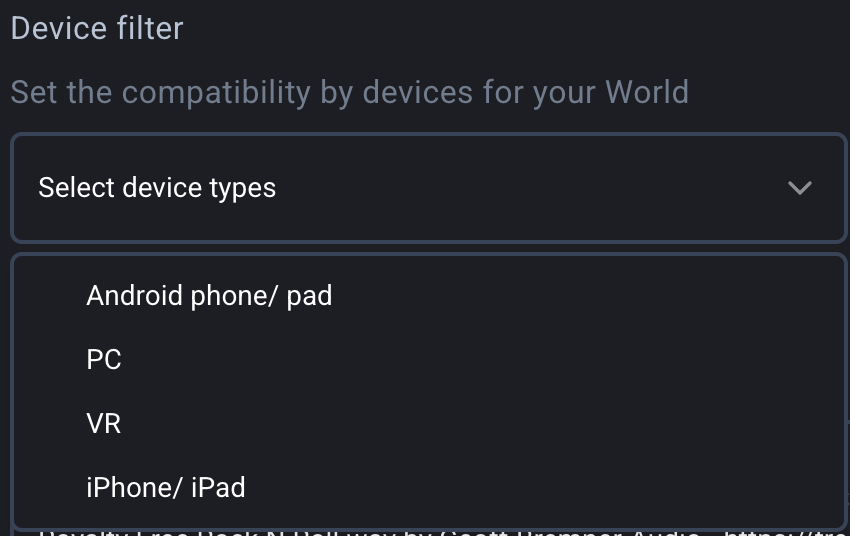 Device filter
Set the compatibility by devices for your World
Select device types
Android phone/ pad
PC
VR
iPhone/ iPad